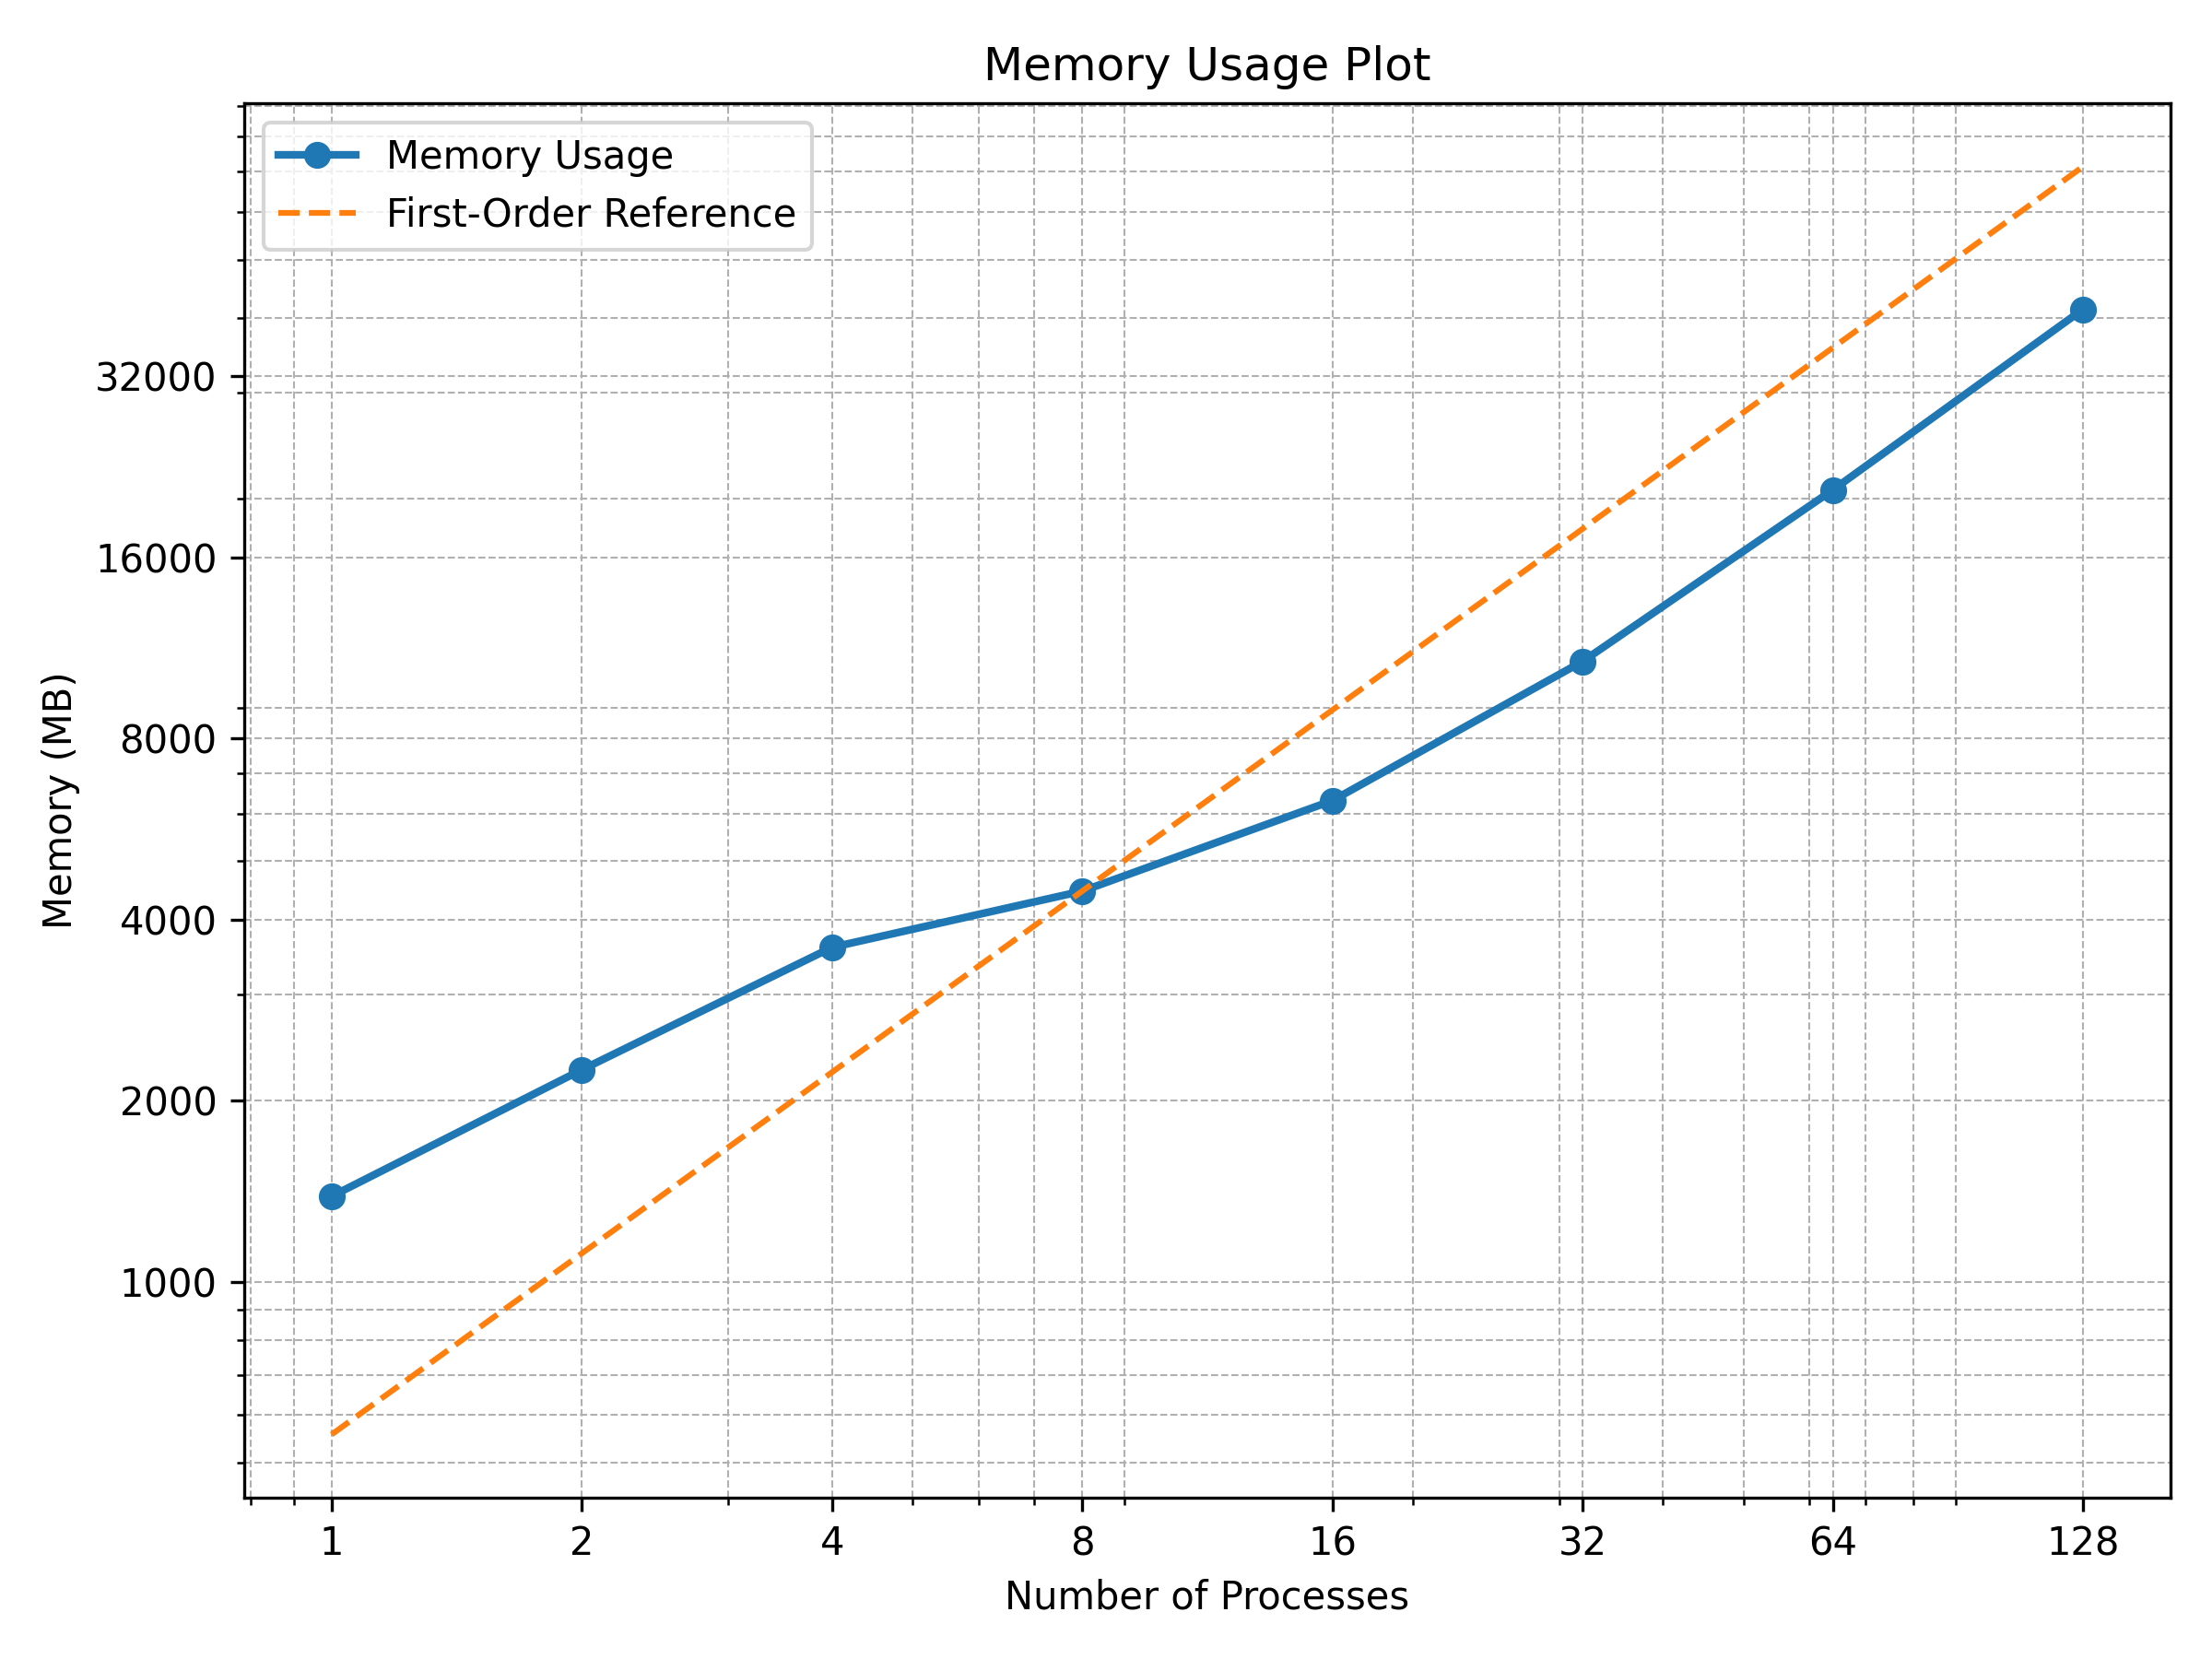 Memory Usage Plot
Memory Usage
First-Order Reference
Memory (MB)
32000
16000
8000
4000
2000
1000
1 2 4 8 16 32 64 128
Number of Processes